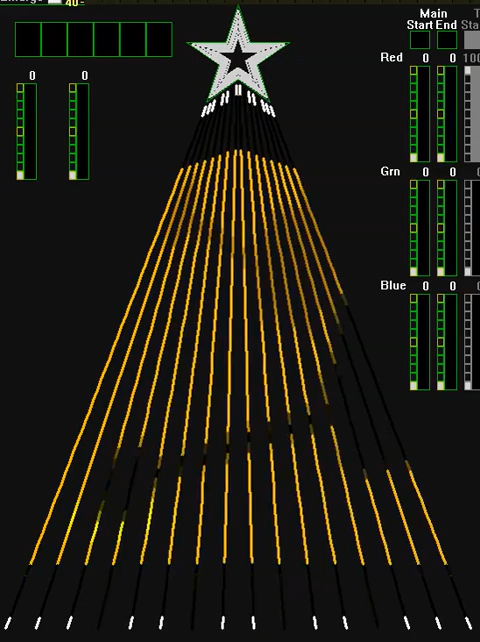 40-
Main
Start End
0 0
Red 0 0
Grn 0 0
Blue 0 0